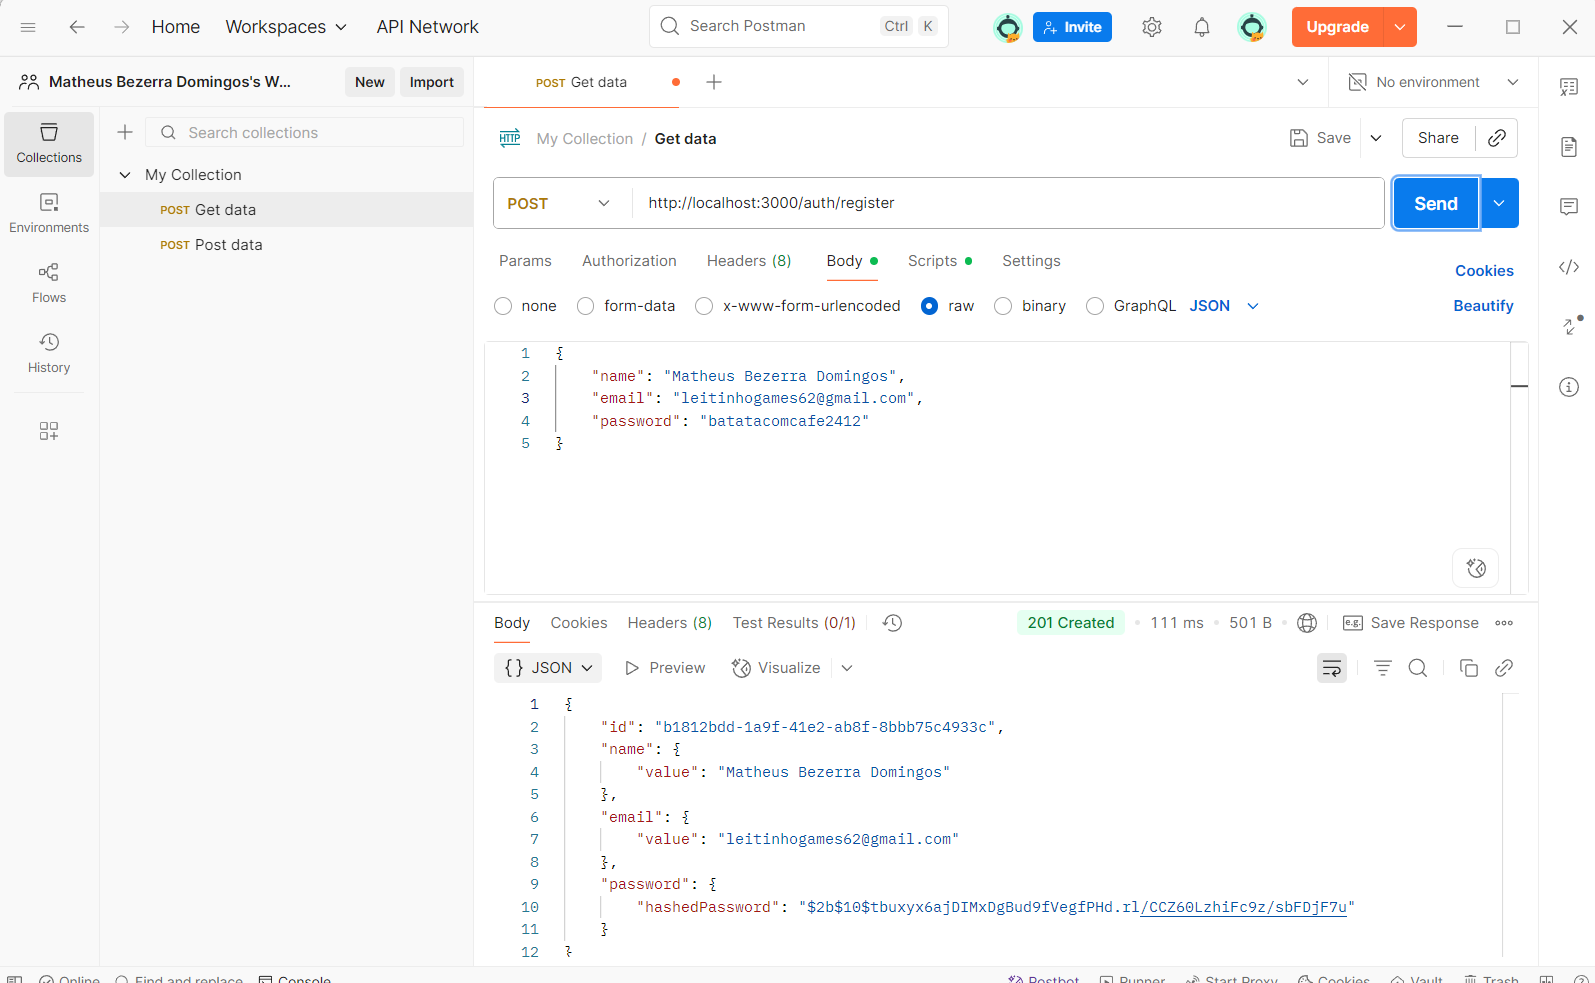 Home Workspaces API Network Search Postman Ctrl K Invite Upgrade
Matheus Bezerra Domingos's W... New Import POST Get data No environment
Collections
Environments
Flows
History
Search collections
My Collection
POST Get data
POST Post data
HTTP My Collection / Get data Save Share
POST http://localhost:3000/auth/register Send
Params Authorization Headers (8) Body Scripts Settings Cookies
none form-data x-www-form-urlencoded raw binary GraphQL JSON Beautify
1 {
2 "name": "Matheus Bezerra Domingos",
3 "email": "leitinhogames62@gmail.com",
4 "password": "batatacomcafe2412"
5 }
Body Cookies Headers (8) Test Results (0/1) 201 Created 111 ms 501 B e.g. Save Response
{} JSON Preview Visualize
1 {
2 "id": "b1812bdd-1a9f-41e2-ab8f-8bbb75c4933c",
3 "name": {
4 "value": "Matheus Bezerra Domingos"
5 },
6 "email": {
7 "value": "leitinhogames62@gmail.com"
8 },
9 "password": {
10 "hashedPassword": "$2b$10$tbuxyx6ajDIMxDgBud9fVegfPHd.rl/CCZ60LzhiFc9z/sbFDjF7u"
11 }
12 }
Online Find and replace Console Postbot Runner Start Proxy Cookies Vault Trash